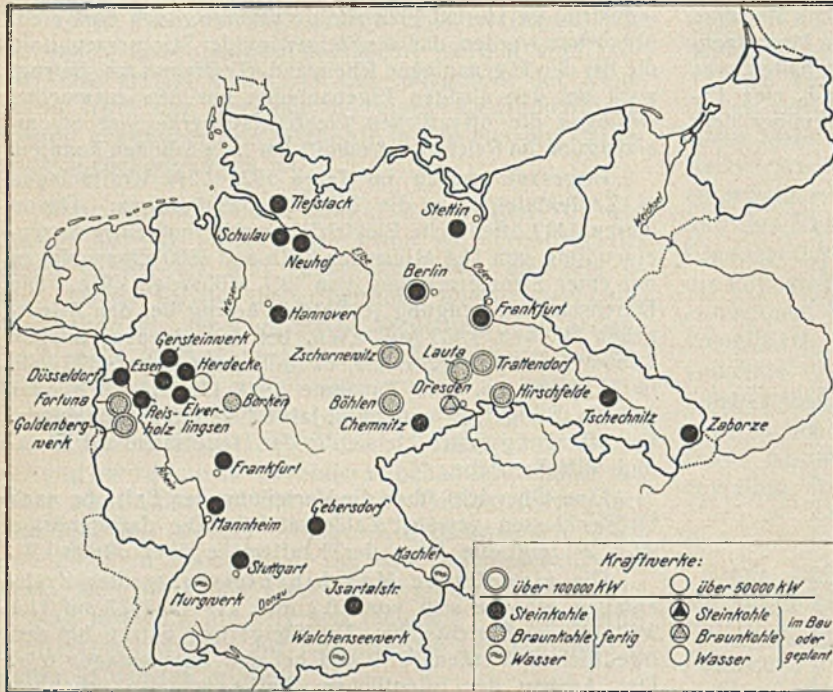 Tiefstack
Schulau
Neuhof
Stettin
Weichsel
Elbe
Oder
Weser
Berlin
Hannover
Frankfurt
Gersteinwerk
Zschornewitz
Lauta
Trattendorf
Düsseldorf
Essen
Herdecke
Fortuna
Borken
Böhlen
Dresden
Hirschfelde
Goldenberg-
werk
Reis-
holz
Elver-
lingsen
Chemnitz
Tschechnitz
Zaborze
Rhein
Frankfurt
Mannheim
Gebersdorf
Stuttgart
Kachlet
Murgwerk
Donau
Isartalstr.
Walchenseewerk
Kraftwerke:
über 100000 kW
über 50000 kW
Steinkohle
Braunkohle
Wasser
fertig
Steinkohle
Braunkohle
Wasser
im Bau
oder
geplant